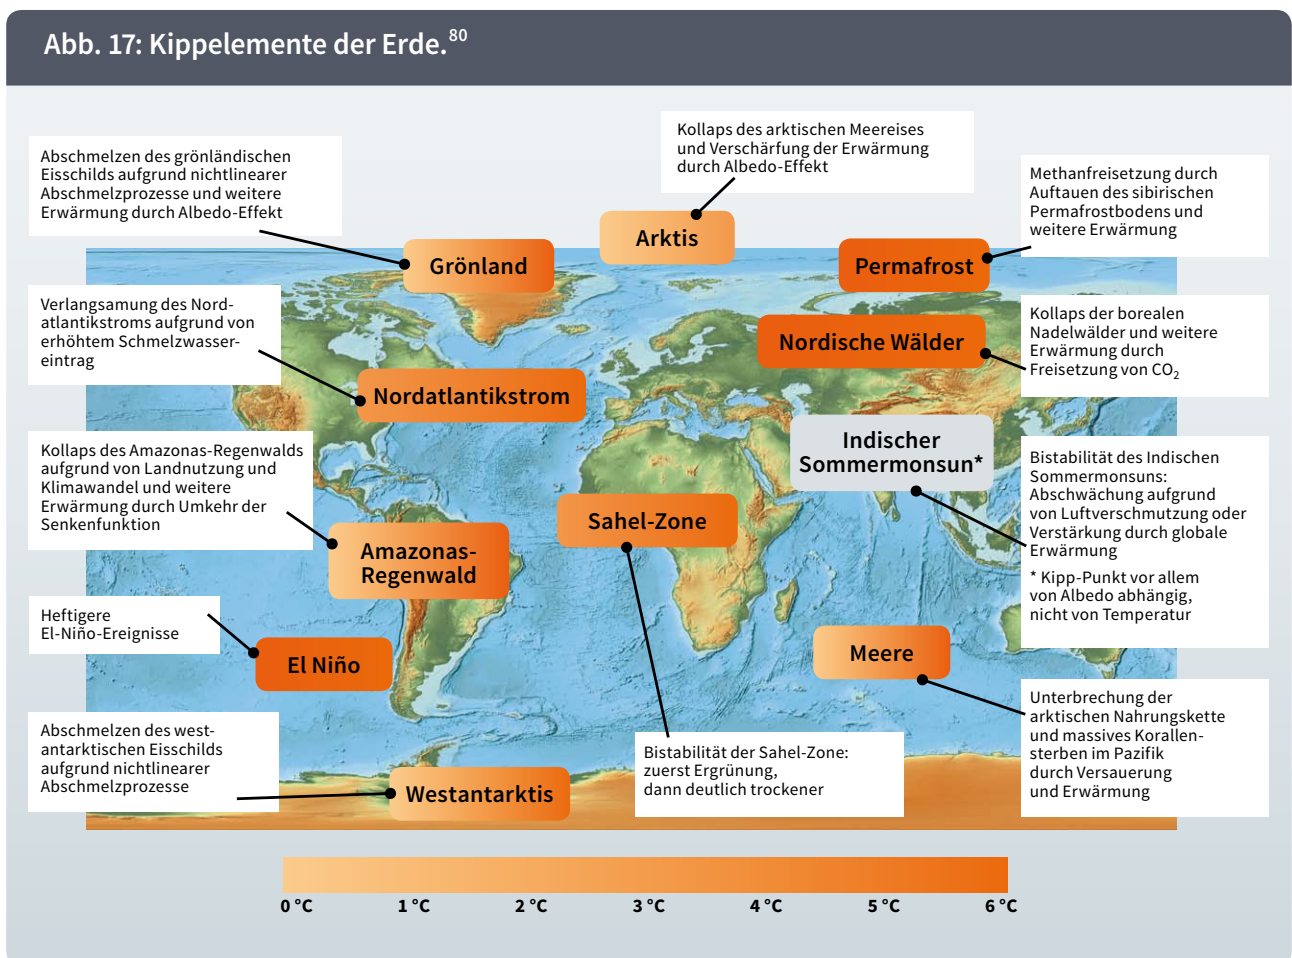 Abb. 17: Kippelemente der Erde.80
Abschmelzen des grönländischen
Eisschilds aufgrund nichtlinearer
Abschmelzprozesse und weitere
Erwärmung durch Albedo-Effekt
Kollaps des arktischen Meereises
und Verschärfung der Erwärmung
durch Albedo-Effekt
Methanfreisetzung durch
Auftauen des sibirischen
Permafrostbodens und
weitere Erwärmung
Arktis
Grönland
Permafrost
Verlangsamung des Nord-
atlantikstroms aufgrund von
erhöhtem Schmelzwasser-
eintrag
Kollaps der borealen
Nadelwälder und weitere
Erwärmung durch
Freisetzung von CO2
Nordische Wälder
Nordatlantikstrom
Kollaps des Amazonas-Regenwalds
aufgrund von Landnutzung und
Klimawandel und weitere
Erwärmung durch Umkehr der
Senkenfunktion
Indischer
Sommermonsun*
Bistabilität des Indischen
Sommermonsuns:
Abschwächung aufgrund
von Luftverschmutzung oder
Verstärkung durch globale
Erwärmung
* Kipp-Punkt vor allem
von Albedo abhängig,
nicht von Temperatur
Sahel-Zone
Amazonas-
Regenwald
Heftigere
El-Niño-Ereignisse
El Niño
Meere
Unterbrechung der
arktischen Nahrungskette
und massives Korallen-
sterben im Pazifik
durch Versauerung
und Erwärmung
Abschmelzen des west-
antarktischen Eisschilds
aufgrund nichtlinearer
Abschmelzprozesse
Bistabilität der Sahel-Zone:
zuerst Ergrünung,
dann deutlich trockener
Westantarktis
0 °C 1 °C 2 °C 3 °C 4 °C 5 °C 6 °C